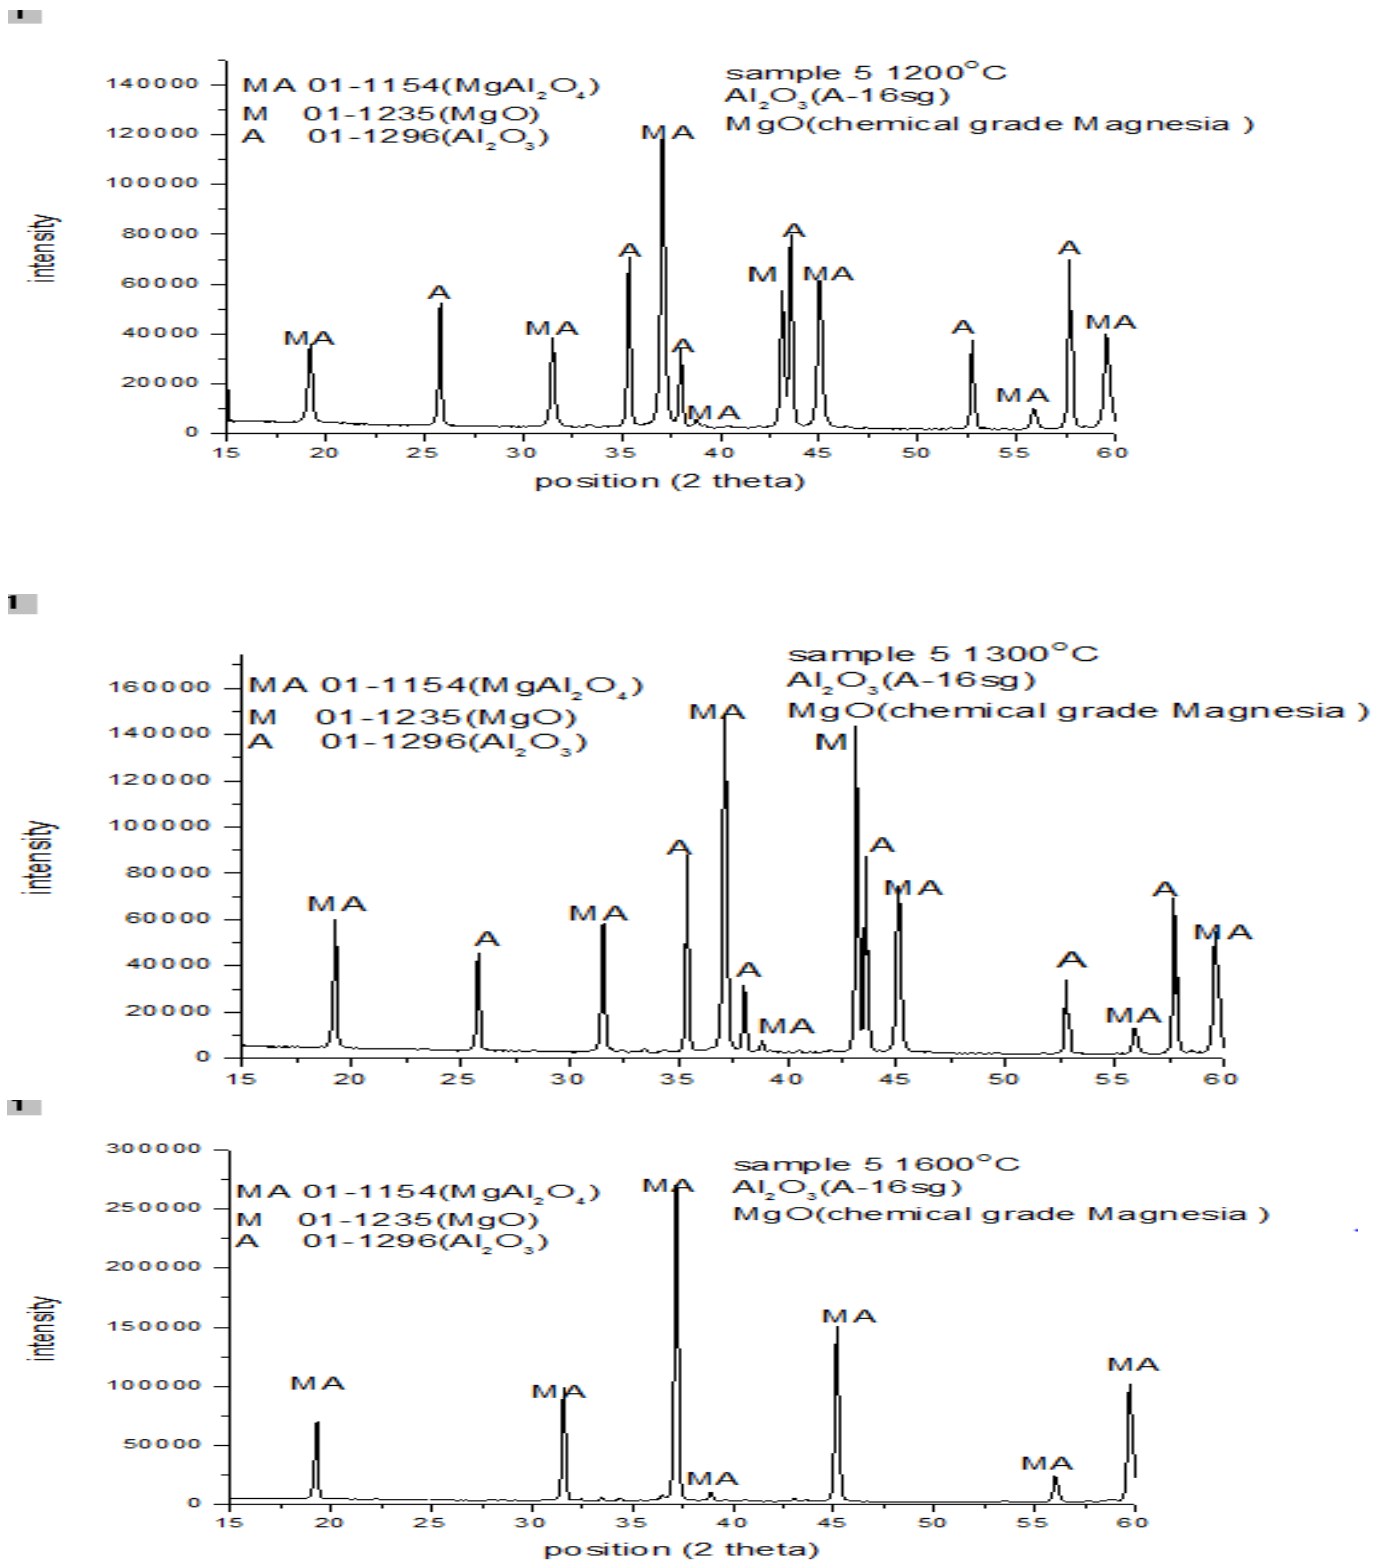 1
MA 01-1154(MgAl₂O₄)
M 01-1235(MgO)
A 01-1296(Al₂O₃)
sample 5 1200°C
Al₂O₃(A-16sg)
MgO(chemical grade Magnesia )
140000
120000
100000
80000
60000
40000
20000
0
intensity
MA
A
MA
A
MA
A
MA
M
A
MA
A
MA
A
MA
15 20 25 30 35 40 45 50 55 60
position (2 theta)
1
MA 01-1154(MgAl₂O₄)
M 01-1235(MgO)
A 01-1296(Al₂O₃)
sample 5 1300°C
Al₂O₃(A-16sg)
MgO(chemical grade Magnesia )
160000
140000
120000
100000
80000
60000
40000
20000
0
intensity
MA
A
MA
A
MA
A
MA
M
A
MA
A
MA
A
MA
15 20 25 30 35 40 45 50 55 60
1
MA 01-1154(MgAl₂O₄)
M 01-1235(MgO)
A 01-1296(Al₂O₃)
sample 5 1600°C
Al₂O₃(A-16sg)
MgO(chemical grade Magnesia )
300000
250000
200000
150000
100000
50000
0
intensity
MA
MA
MA
MA
MA
MA
MA
15 20 25 30 35 40 45 50 55 60
position (2 theta)